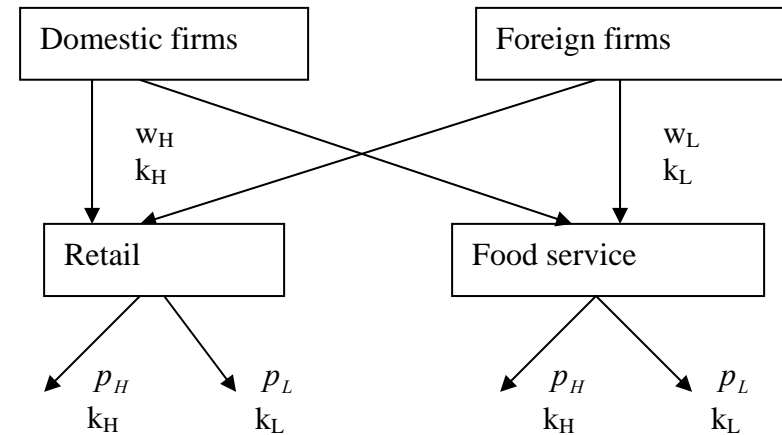 Domestic firms
Foreign firms
w_H
k_H
w_L
k_L
Retail
Food service
p_H
k_H
p_L
k_L
p_H
k_H
p_L
k_L